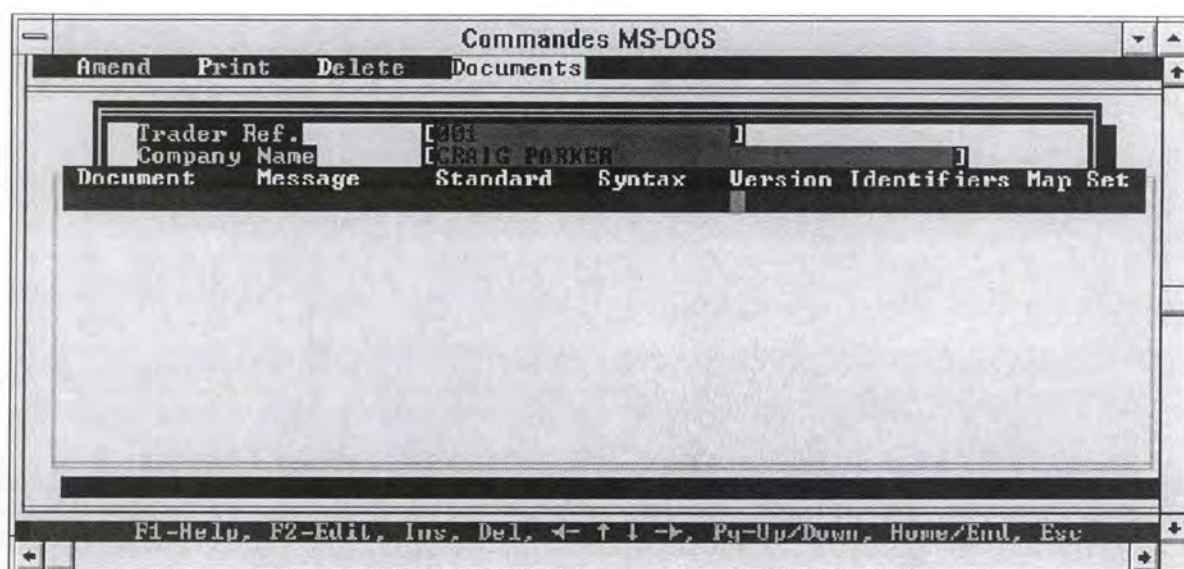 Commandes MS-DOS
Amend Print Delete Documents
Trader Ref. [001 ]
Company Name [CRAIG PARKER ]
Document Message Standard Syntax Version Identifiers Map Set
F1-Help, F2-Edit, Ins, Del, ← ↑ ↓ →, Pg-Up/Down, Home/End, Esc